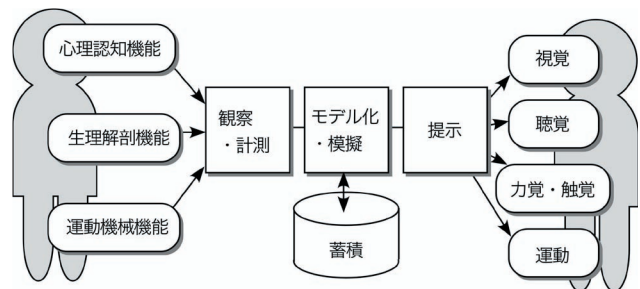 心理認知機能
生理解剖機能
運動機械機能
観察
・計測
モデル化
・模擬
提示
蓄積
視覚
聴覚
力覚・触覚
運動